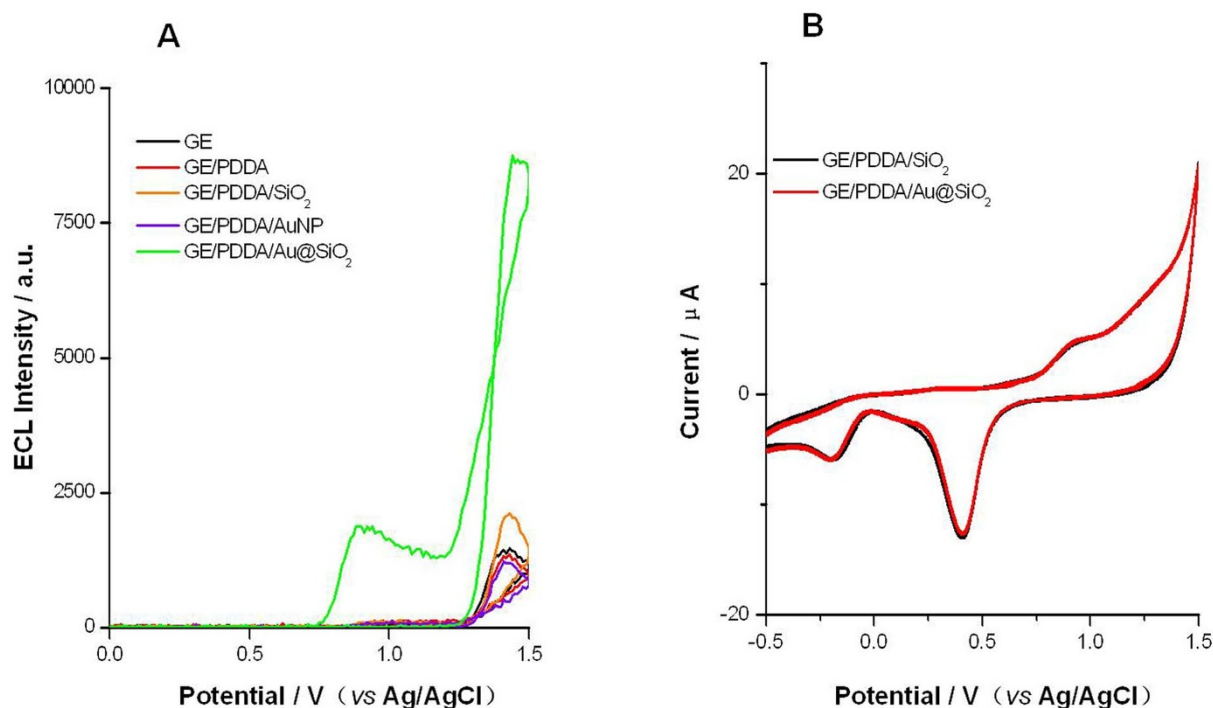 A
10000
7500
5000
2500
0
ECL Intensity / a.u.
GE
GE/PDDA
GE/PDDA/SiO₂
GE/PDDA/AuNP
GE/PDDA/Au@SiO₂
0.0 0.5 1.0 1.5
Potential / V（vs Ag/AgCl）
B
20
0
-20
Current / μA
GE/PDDA/SiO₂
GE/PDDA/Au@SiO₂
-0.5 0.0 0.5 1.0 1.5
Potential / V（vs Ag/AgCl）